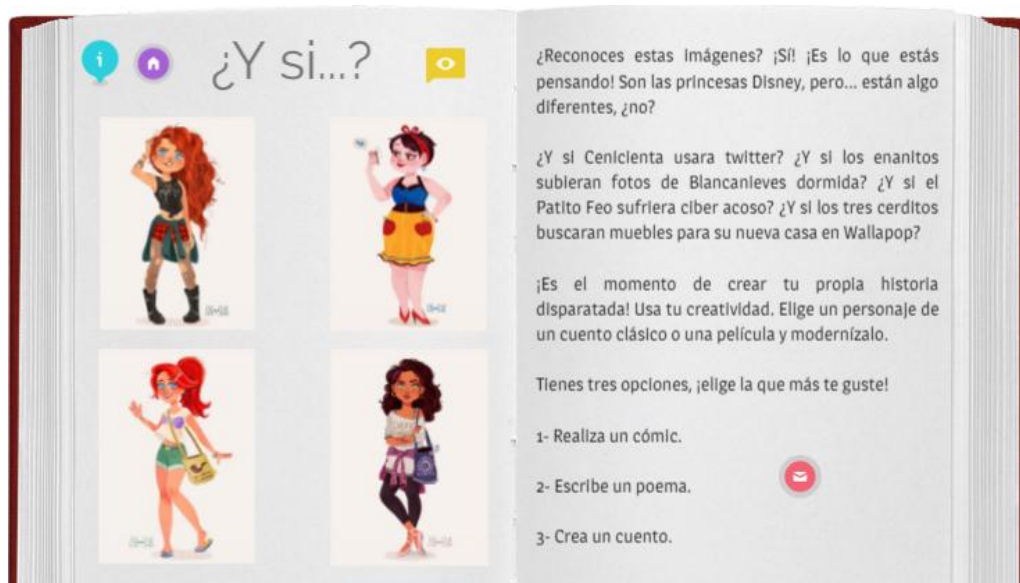 ¿Y si...?
¿Reconoces estas imágenes? ¡Sí! ¡Es lo que estás
pensando! Son las princesas Disney, pero... están algo
diferentes, ¿no?
¿Y si Cenicienta usara twitter? ¿Y si los enanitos
subieran fotos de Blancanieves dormida? ¿Y si el
Patito Feo sufriera ciber acoso? ¿Y si los tres cerditos
buscaran muebles para su nueva casa en Wallapop?
¡Es el momento de crear tu propia historia
disparatada! Usa tu creatividad. Elige un personaje de
un cuento clásico o una película y modernízalo.
Tienes tres opciones, ¡elige la que más te guste!
1- Realiza un cómic.
2- Escribe un poema.
3- Crea un cuento.